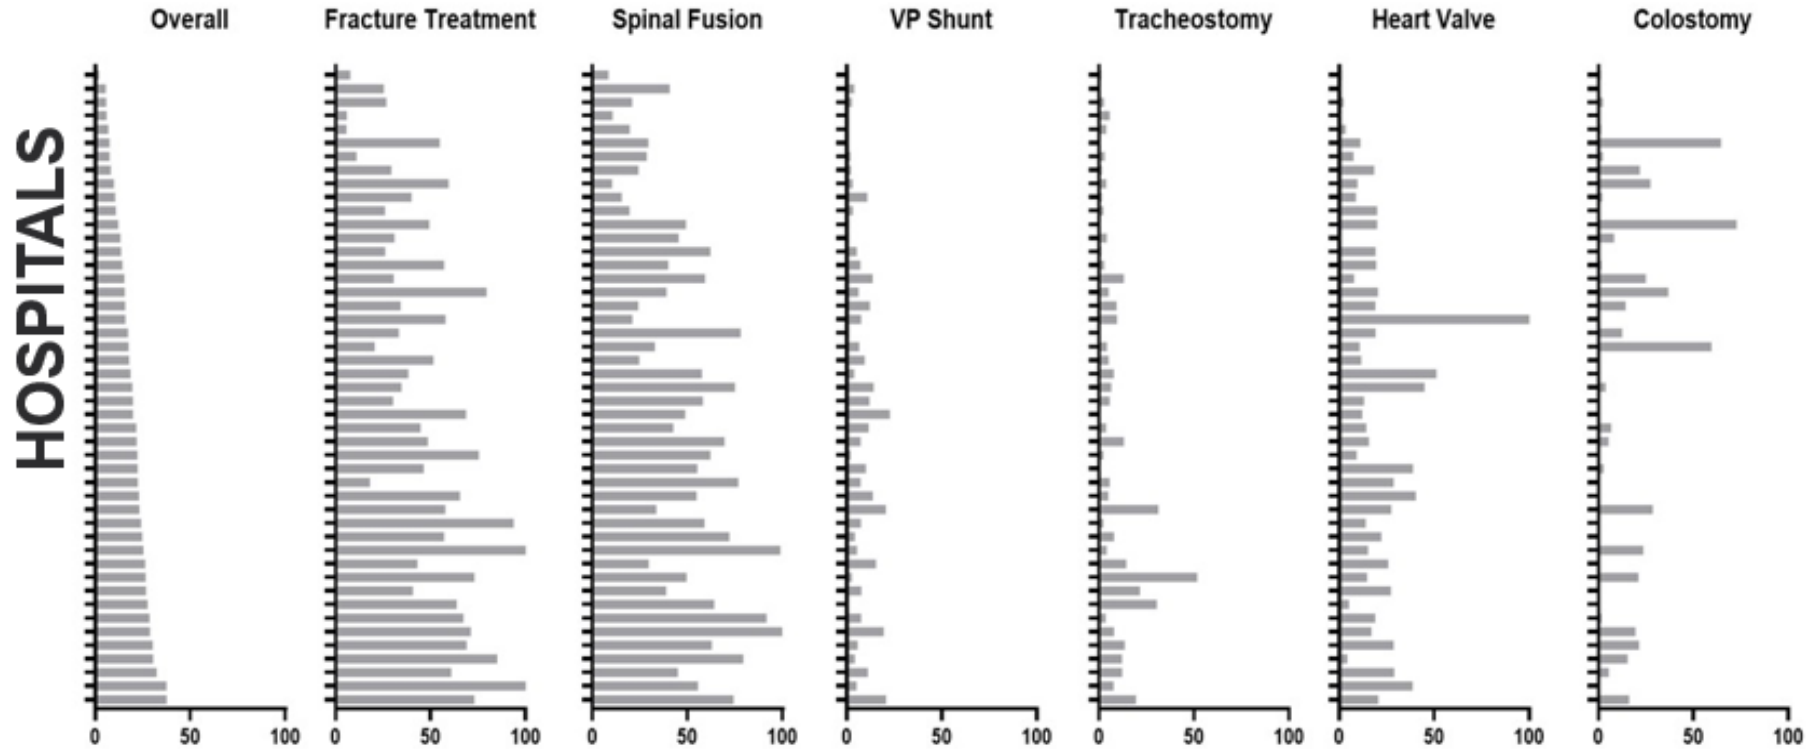 Overall
Fracture Treatment
Spinal Fusion
VP Shunt
Tracheostomy
Heart Valve
Colostomy
HOSPITALS
0 50 100
0 50 100
0 50 100
0 50 100
0 50 100
0 50 100
0 50 100